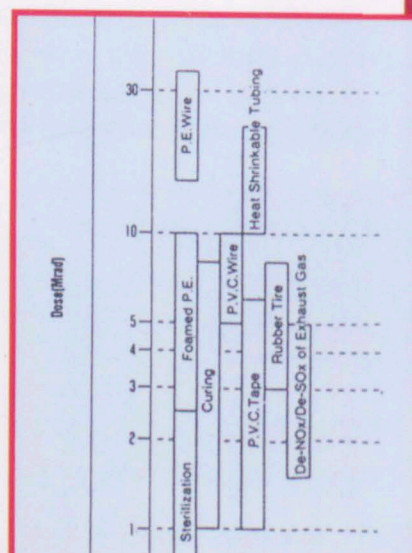 Dose(Mrad)
30
10
5
4
3
2
1
P.E.Wire
Foamed P.E.
Sterilization
Curing
P.V.C.Wire
Heat Shrinkable Tubing
P.V.C.Tape
Rubber Tire
De-NOx/De-SOx of Exhaust Gas